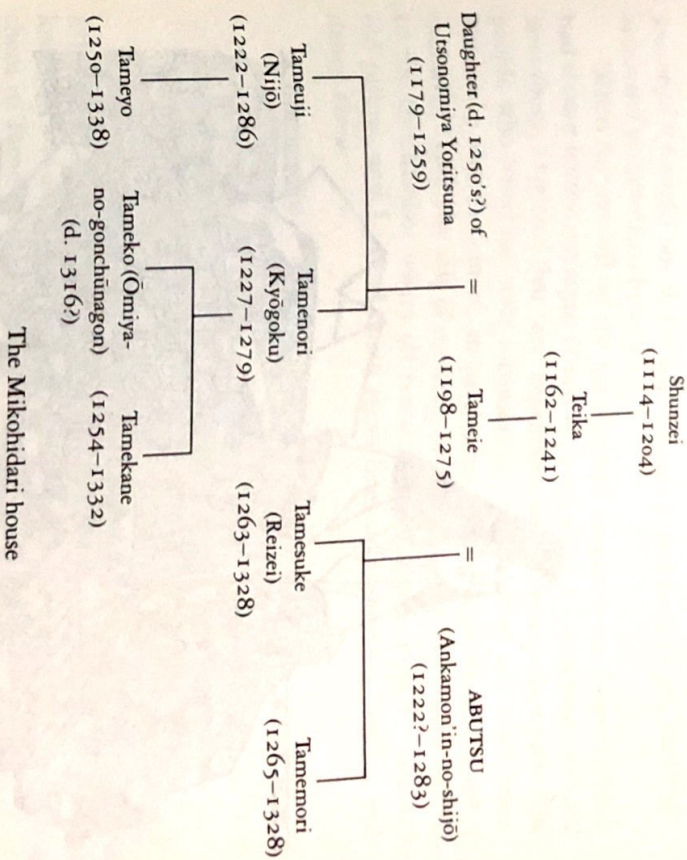 Shunzei
(1114–1204)
Teika
(1162–1241)
Daughter (d. 1250's?) of
Utsonomiya Yoritsuna
(1179–1259)
=
Tameie
(1198–1275)
=
ABUTSU
(Ankamon'in-no-shijō)
(1222?–1283)
Tameuji
(Nijō)
(1222–1286)
Tamenori
(Kyōgoku)
(1227–1279)
Tamesuke
(Reizei)
(1263–1328)
Tamemori
(1265–1328)
Tameyo
(1250–1338)
Tameko (Ōmiya-
no-gonchūnagon)
(d. 1316?)
Tamekane
(1254–1332)
The Mikohidari house